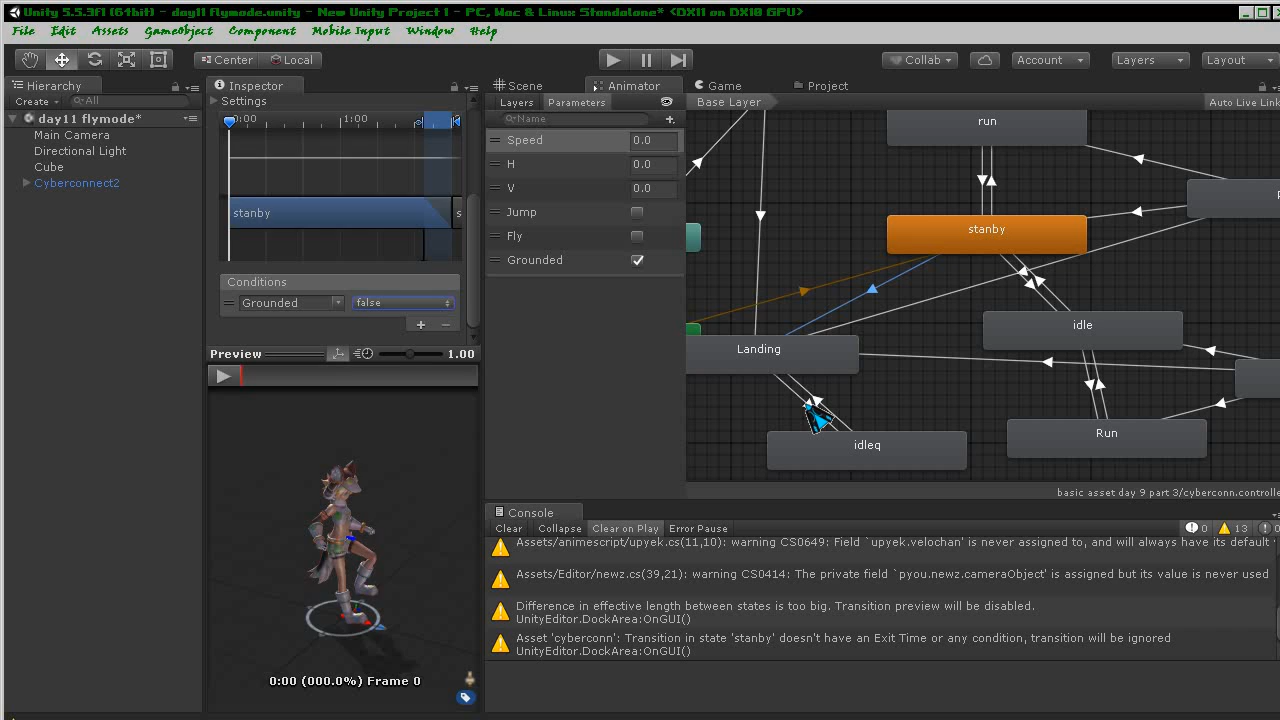 Unity 5.5.3f1 (64bit) - day11 flymode.unity - New Unity Project 1 - PC, Mac & Linux Standalone* <DX11 on DX10 GPU>
File Edit Assets GameObject Component Mobile Input Window Help
Center Local Collab Account Layers Layout
Hierarchy
Create All
day11 flymode*
Main Camera
Directional Light
Cube
Cyberconnect2
Inspector
Settings
0:00 1:00
stanby s
Conditions
Grounded false
Preview 1.00
0:00 (000.0%) Frame 0
Scene Animator Game Project
Layers Parameters Base Layer Auto Live Link
Name
Speed 0.0
H 0.0
V 0.0
Jump
Fly
Grounded
run
stanby
idle
Landing
Run
idleq
basic asset day 9 part 3/cyberconn.controlle
Console
Clear Collapse Clear on Play Error Pause 0 13 0
Assets/animescript/upyek.cs(11,10): warning CS0649: Field `upyek.velochan' is never assigned to, and will always have its default
Assets/Editor/newz.cs(39,21): warning CS0414: The private field `pyou.newz.cameraObject' is assigned but its value is never used
Difference in effective length between states is too big. Transition preview will be disabled.
UnityEditor.DockArea:OnGUI()
Asset 'cyberconn': Transition in state 'stanby' doesn't have an Exit Time or any condition, transition will be ignored
UnityEditor.DockArea:OnGUI()